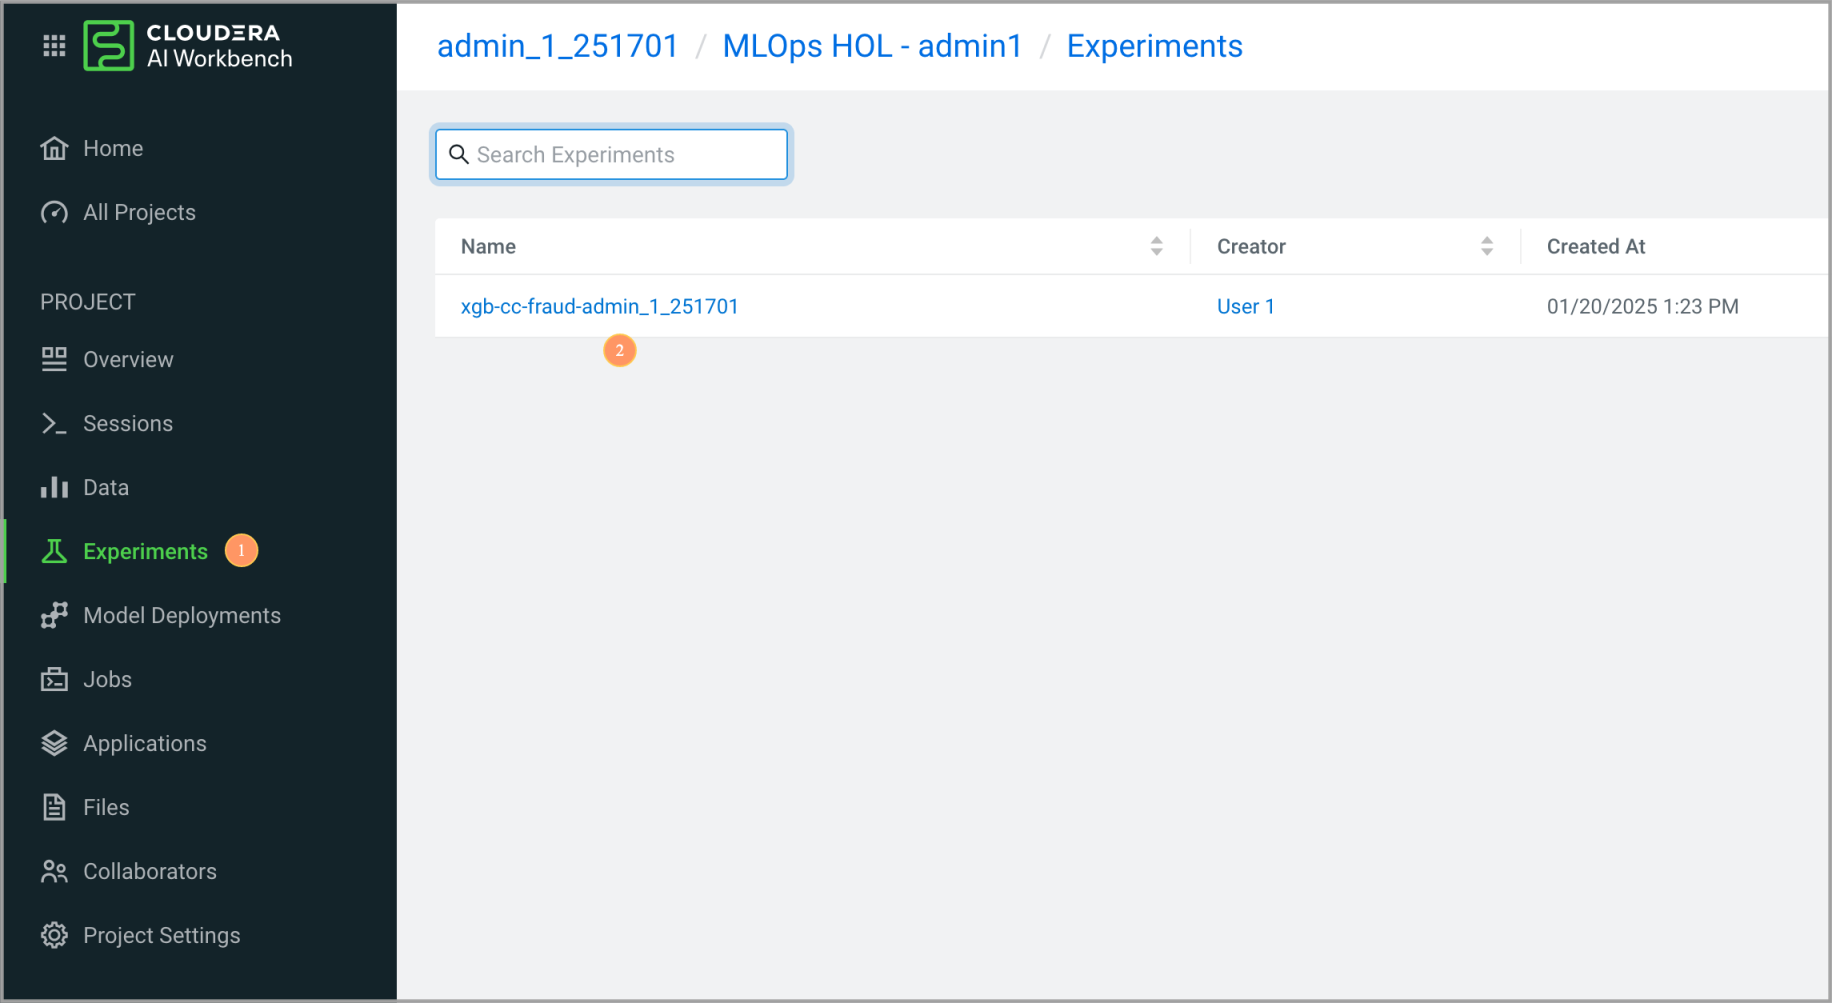 CLOUDERA
AI Workbench
Home
All Projects
PROJECT
Overview
Sessions
Data
Experiments 1
Model Deployments
Jobs
Applications
Files
Collaborators
Project Settings
admin_1_251701 / MLOps HOL - admin1 / Experiments
Search Experiments
Name Creator Created At
xgb-cc-fraud-admin_1_251701 User 1 01/20/2025 1:23 PM
2